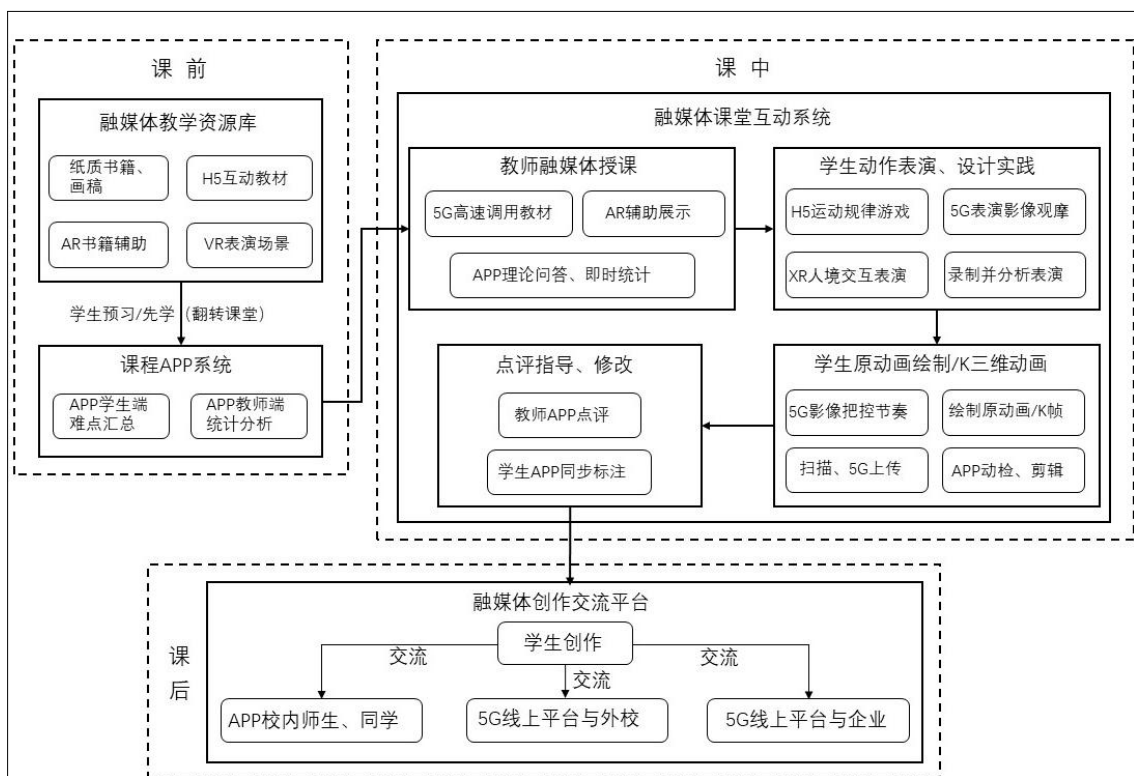 课 前
融媒体教学资源库
纸质书籍、
画稿
H5互动教材
AR书籍辅助
VR表演场景
学生预习/先学（翻转课堂）
课程APP系统
APP学生端
难点汇总
APP教师端
统计分析
课 中
融媒体课堂互动系统
教师融媒体授课
5G高速调用教材
AR辅助展示
APP理论问答、即时统计
学生动作表演、设计实践
H5运动规律游戏
5G表演影像观摩
XR人境交互表演
录制并分析表演
学生原动画绘制/K三维动画
5G影像把控节奏
绘制原动画/K帧
扫描、5G上传
APP动检、剪辑
点评指导、修改
教师APP点评
学生APP同步标注
课
后
融媒体创作交流平台
学生创作
交流
交流
交流
APP校内师生、同学
5G线上平台与外校
5G线上平台与企业